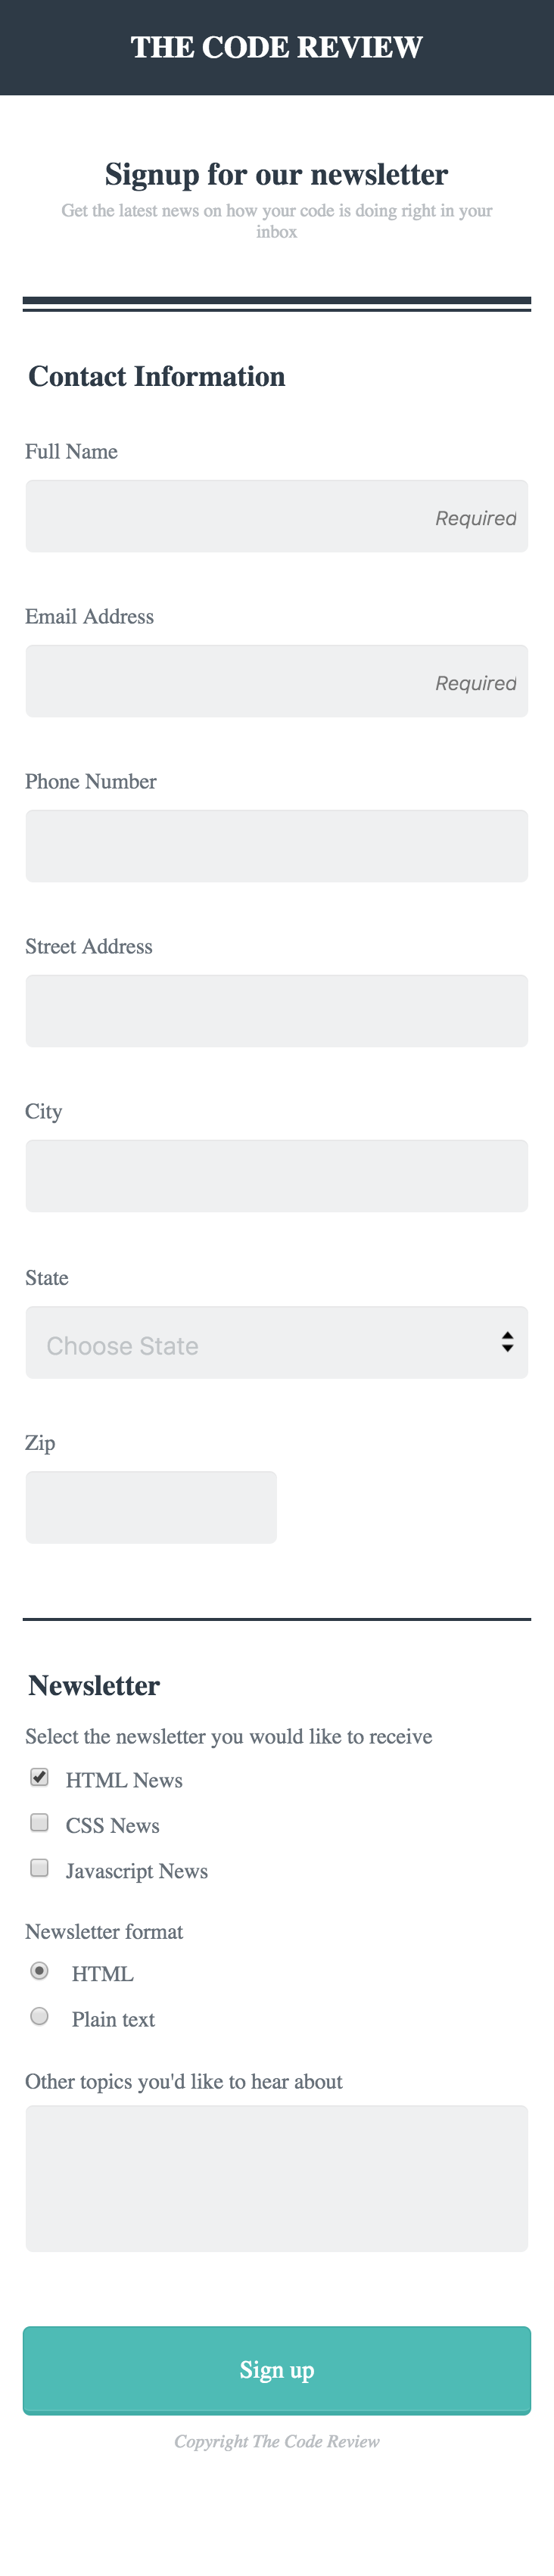 THE CODE REVIEW
Signup for our newsletter
Get the latest news on how your code is doing right in your
inbox
Contact Information
Full Name
Required
Email Address
Required
Phone Number
Street Address
City
State
Choose State
Zip
Newsletter
Select the newsletter you would like to receive
HTML News
CSS News
Javascript News
Newsletter format
HTML
Plain text
Other topics you'd like to hear about
Sign up
Copyright The Code Review